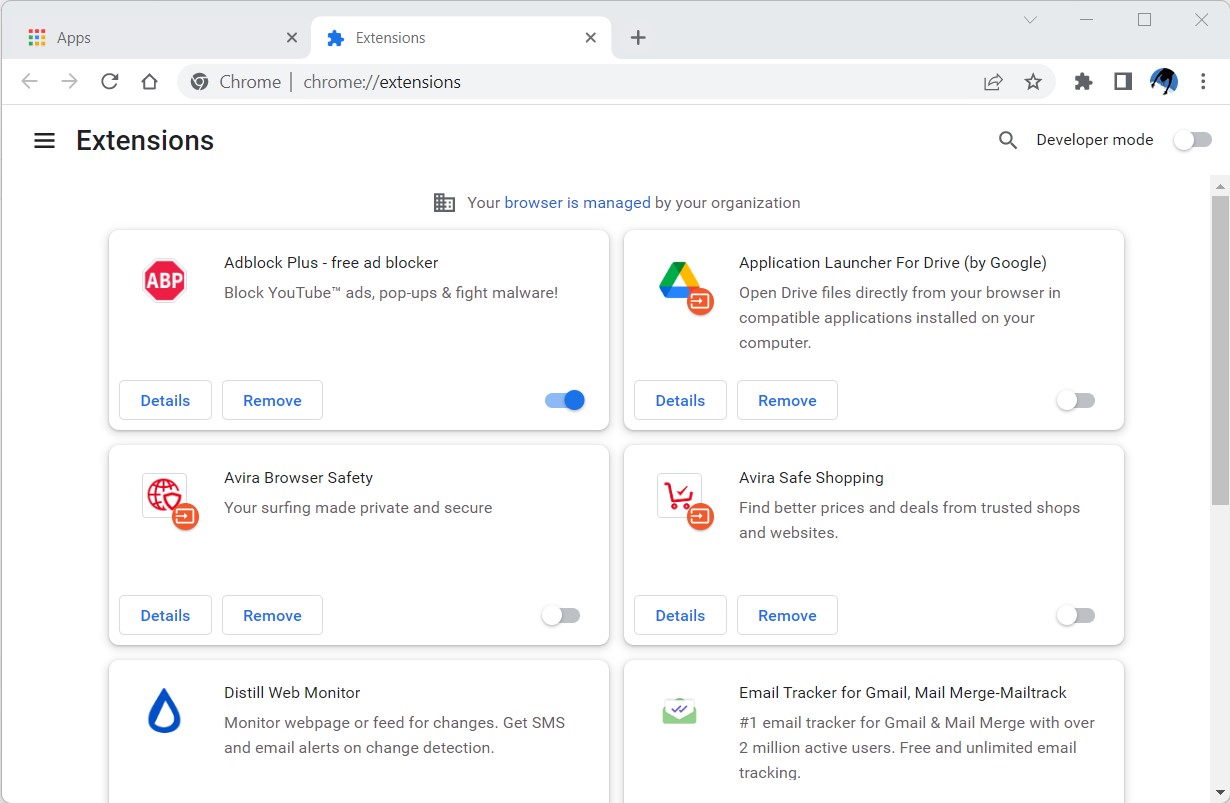 Apps
Extensions
Chrome | chrome://extensions
Extensions
Developer mode
Your browser is managed by your organization
ABP
Adblock Plus - free ad blocker
Block YouTube™ ads, pop-ups & fight malware!
Details
Remove
Application Launcher For Drive (by Google)
Open Drive files directly from your browser in
compatible applications installed on your
computer.
Details
Remove
Avira Browser Safety
Your surfing made private and secure
Details
Remove
Avira Safe Shopping
Find better prices and deals from trusted shops
and websites.
Details
Remove
Distill Web Monitor
Monitor webpage or feed for changes. Get SMS
and email alerts on change detection.
Email Tracker for Gmail, Mail Merge-Mailtrack
#1 email tracker for Gmail & Mail Merge with over
2 million active users. Free and unlimited email
tracking.